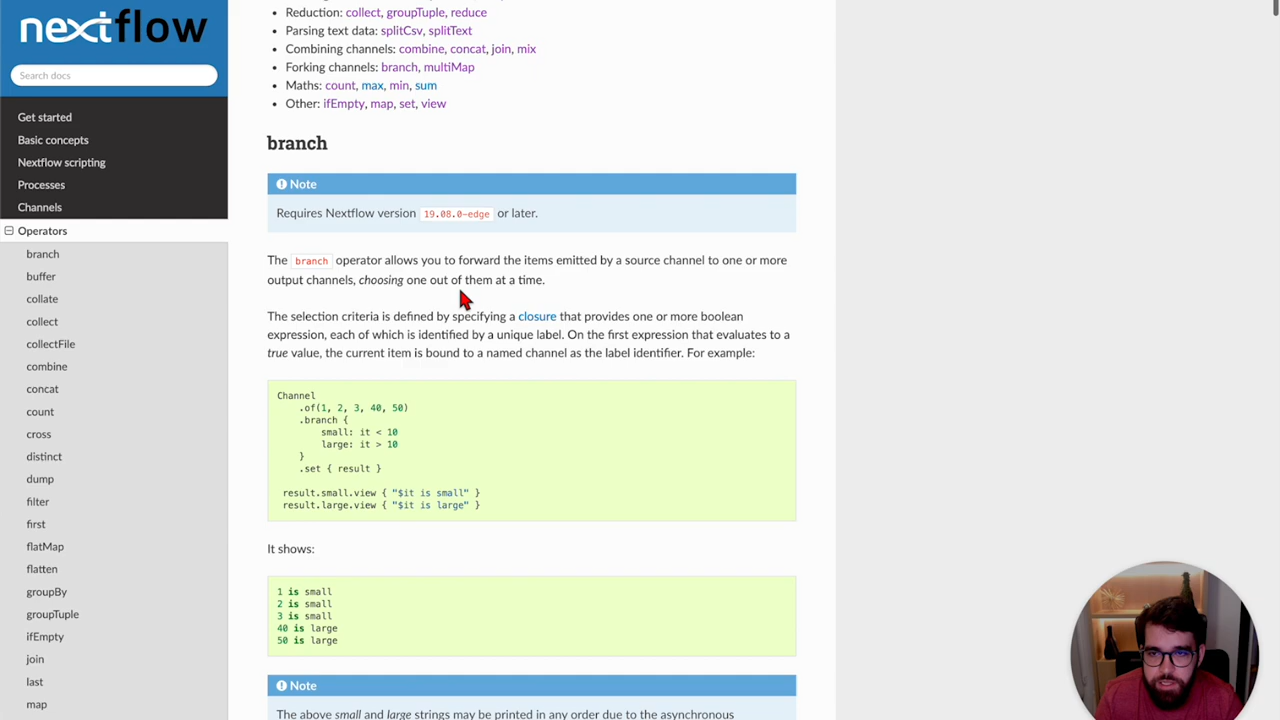 nextflow
Search docs
Get started
Basic concepts
Nextflow scripting
Processes
Channels
Operators
branch
buffer
collate
collect
collectFile
combine
concat
count
cross
distinct
dump
filter
first
flatMap
flatten
groupBy
groupTuple
ifEmpty
join
last
map
Reduction: collect, groupTuple, reduce
Parsing text data: splitCsv, splitText
Combining channels: combine, concat, join, mix
Forking channels: branch, multiMap
Maths: count, max, min, sum
Other: ifEmpty, map, set, view
branch
Note
Requires Nextflow version 19.08.0-edge or later.
The branch operator allows you to forward the items emitted by a source channel to one or more
output channels, choosing one out of them at a time.
The selection criteria is defined by specifying a closure that provides one or more boolean
expression, each of which is identified by a unique label. On the first expression that evaluates to a
true value, the current item is bound to a named channel as the label identifier. For example:
Channel
.of(1, 2, 3, 40, 50)
.branch {
small: it < 10
large: it > 10
}
.set { result }
result.small.view { "$it is small" }
result.large.view { "$it is large" }
It shows:
1 is small
2 is small
3 is small
40 is large
50 is large
Note
The above small and large strings may be printed in any order due to the asynchronous